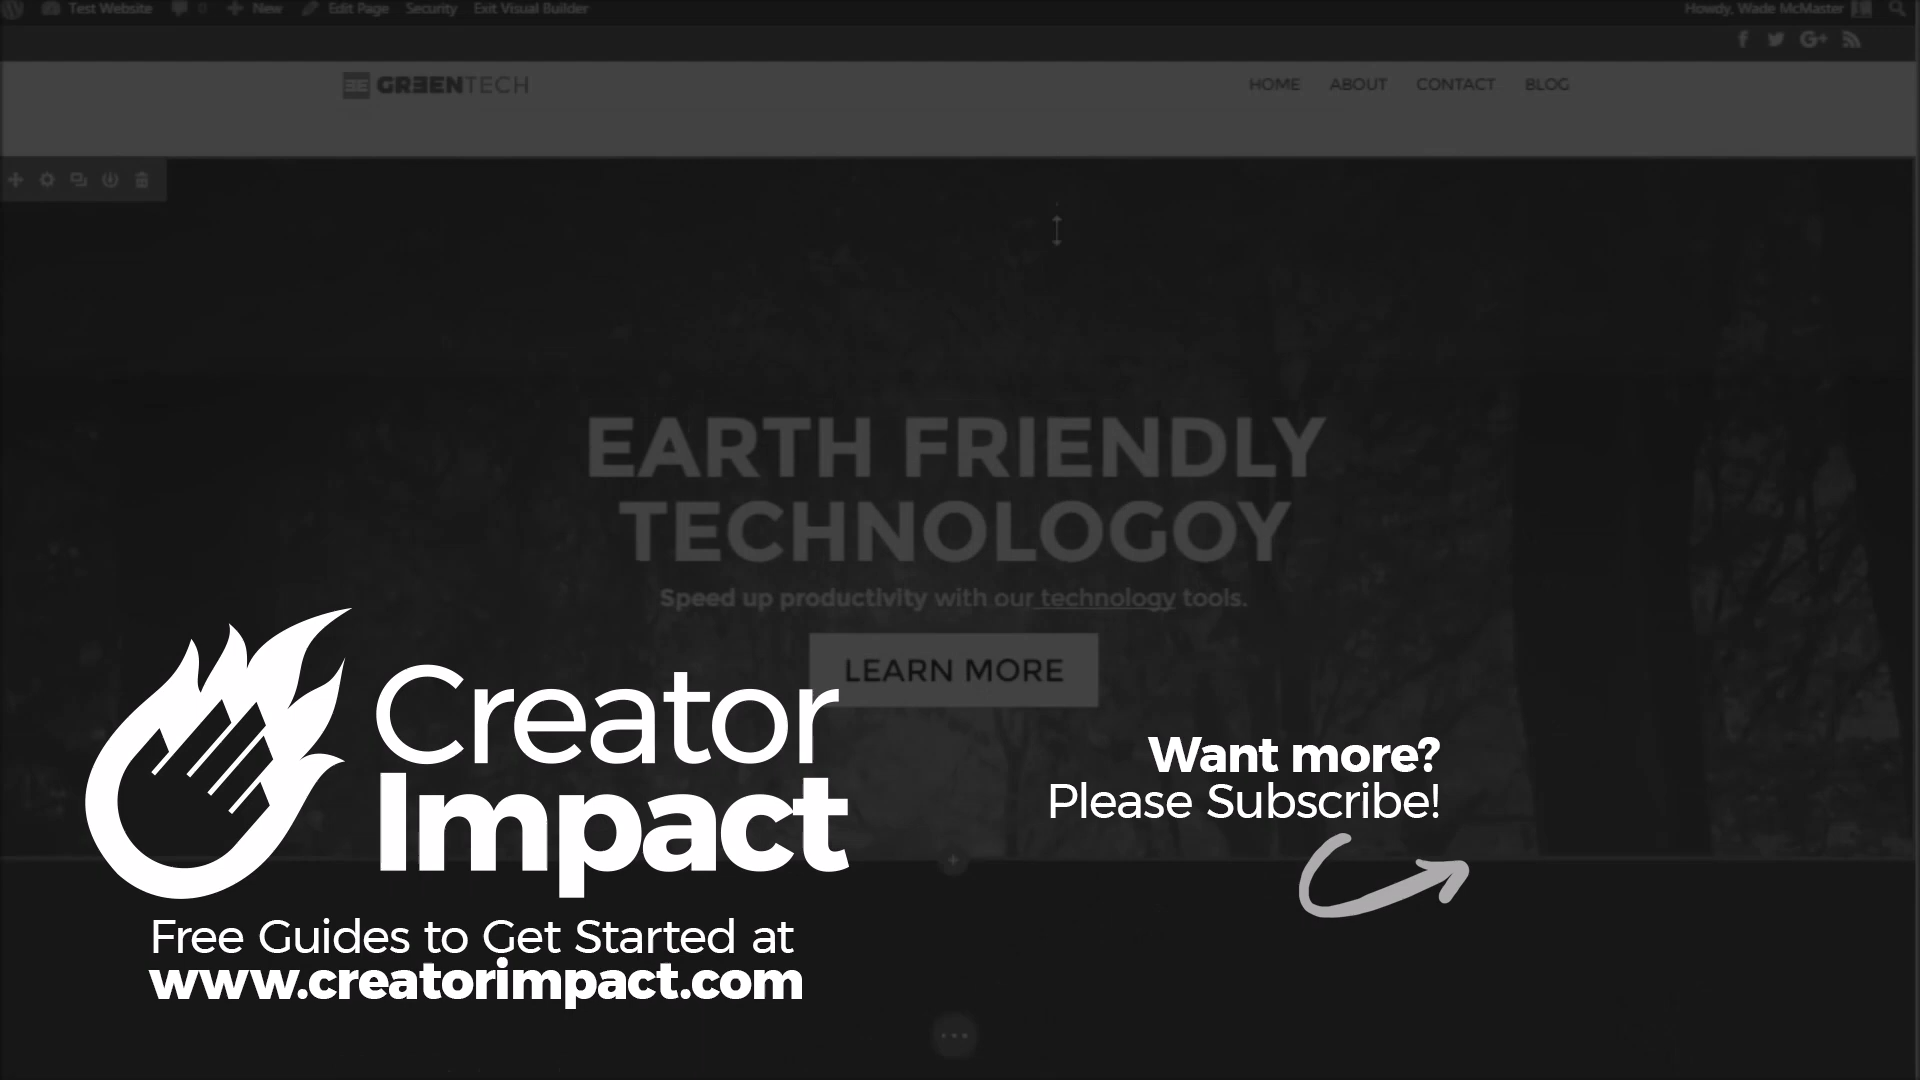 Test Website 0 New Edit Page Security Exit Visual Builder Howdy, Wade McMaster
GREENTECH HOME ABOUT CONTACT BLOG
EARTH FRIENDLY
TECHNOLOGOY
Speed up productivity with our technology tools.
LEARN MORE
Creator
Impact
Want more?
Please Subscribe!
Free Guides to Get Started at
www.creatorimpact.com